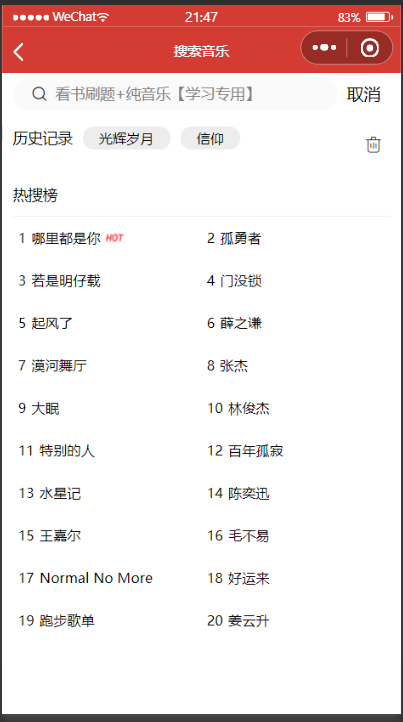 WeChat 21:47 83%
搜索音乐
看书刷题+纯音乐【学习专用】 取消
历史记录 光辉岁月 信仰
热搜榜
1 哪里都是你 HOT 2 孤勇者
3 若是明仔载 4 门没锁
5 起风了 6 薛之谦
7 漠河舞厅 8 张杰
9 大眠 10 林俊杰
11 特别的人 12 百年孤寂
13 水星记 14 陈奕迅
15 王嘉尔 16 毛不易
17 Normal No More 18 好运来
19 跑步歌单 20 姜云升